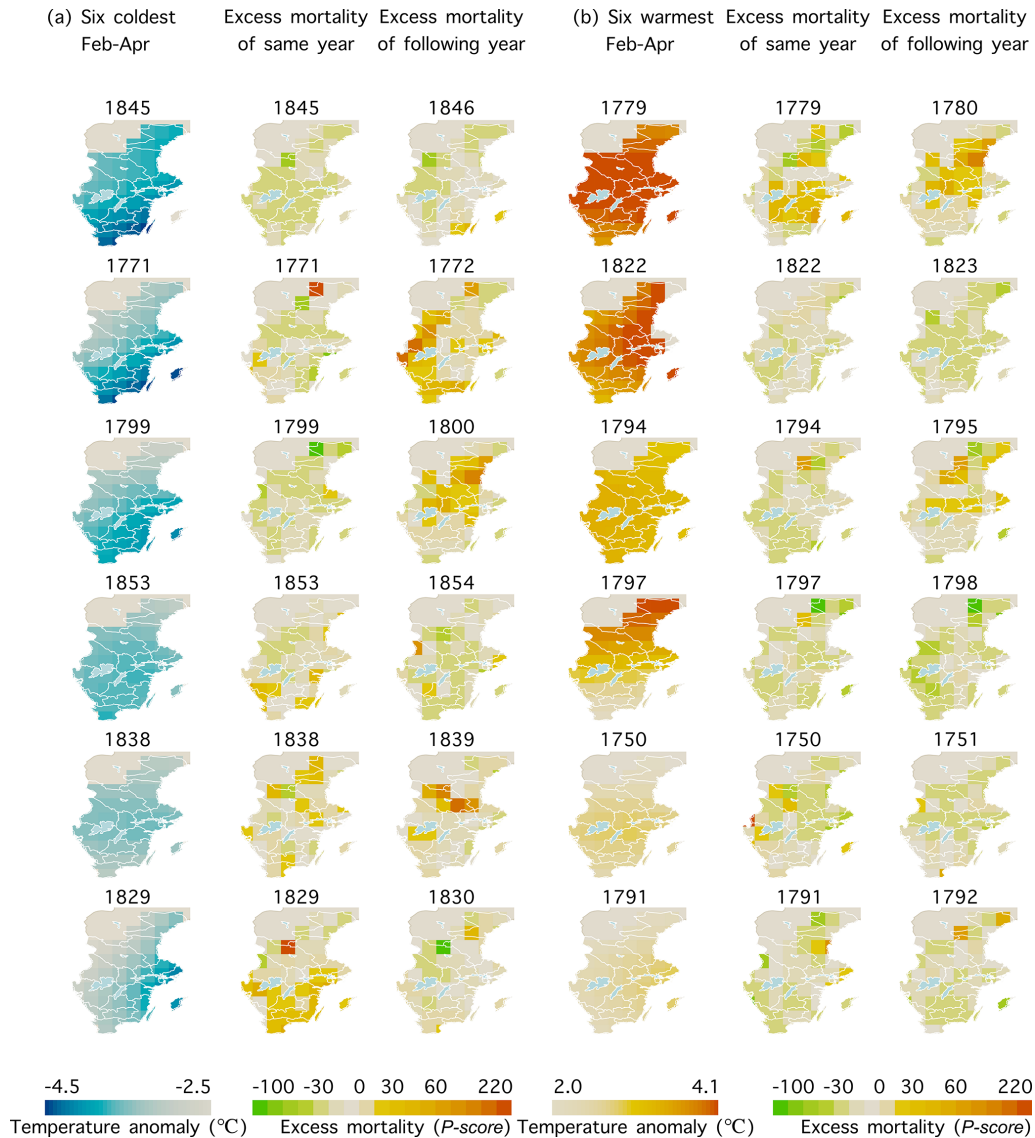 (a) Six coldest Feb-Apr
Excess mortality of same year
Excess mortality of following year
(b) Six warmest Feb-Apr
Excess mortality of same year
Excess mortality of following year
1845 1845 1846 1779 1779 1780
1771 1771 1772 1822 1822 1823
1799 1799 1800 1794 1794 1795
1853 1853 1854 1797 1797 1798
1838 1838 1839 1750 1750 1751
1829 1829 1830 1791 1791 1792
-4.5 -2.5 -100 -30 0 30 60 220 2.0 4.1 -100 -30 0 30 60 220
Temperature anomaly (°C) Excess mortality (P-score) Temperature anomaly (°C) Excess mortality (P-score)